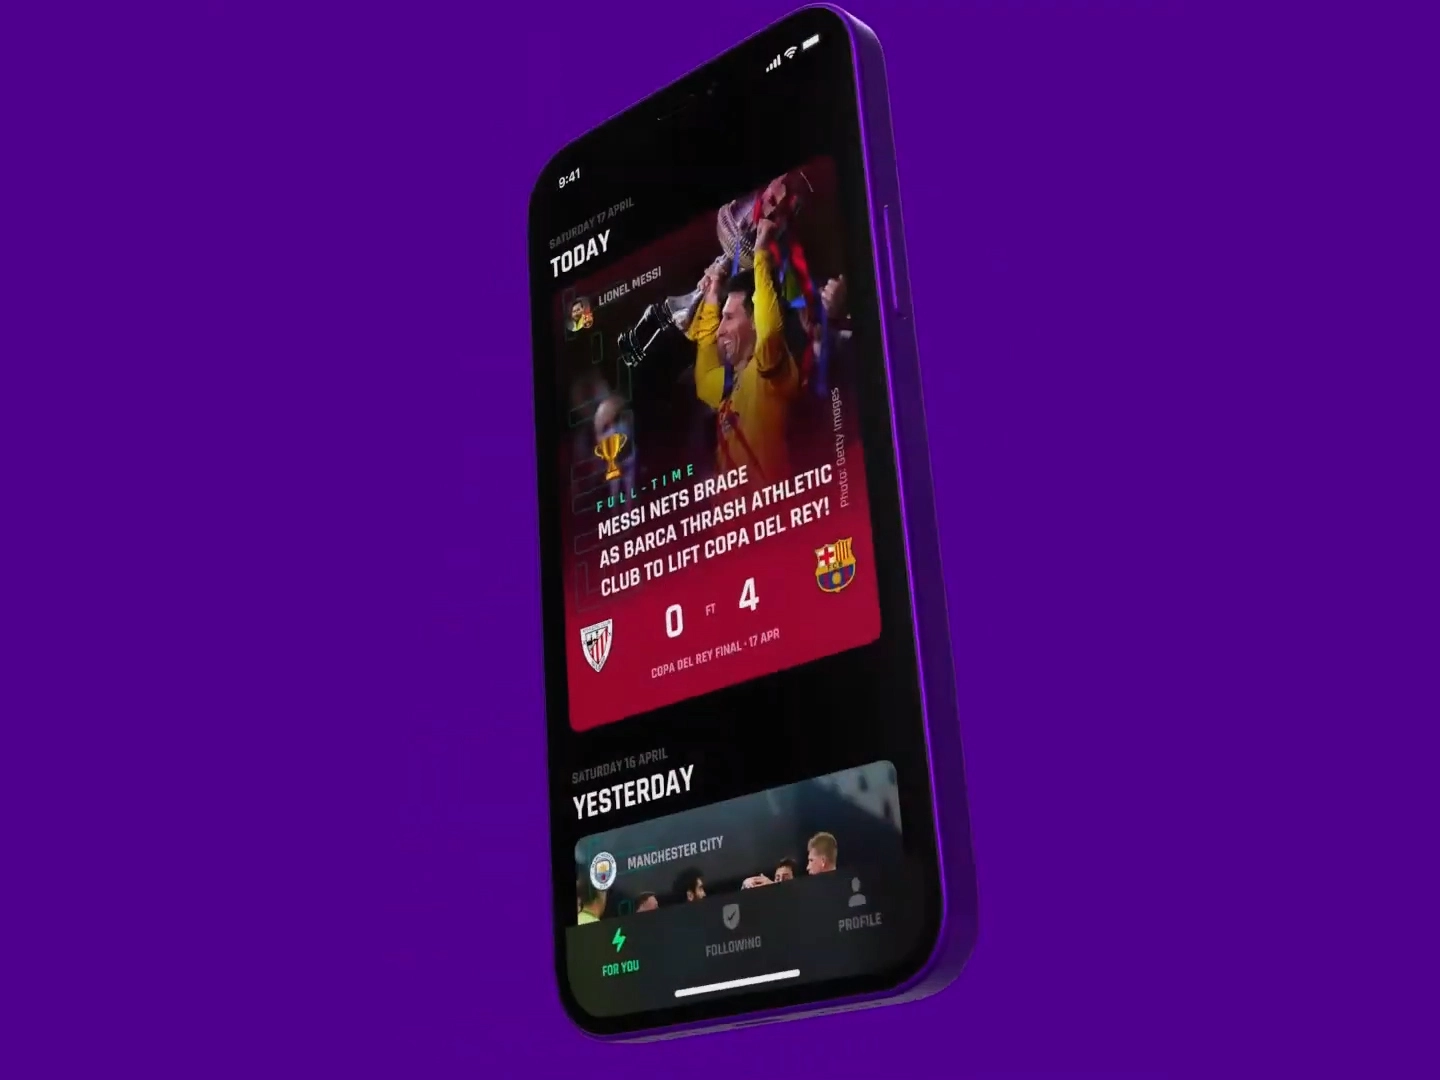 9:41
SATURDAY 17 APRIL
TODAY
LIONEL MESSI
Photo: Getty Images
FULL-TIME
MESSI NETS BRACE
AS BARCA THRASH ATHLETIC
CLUB TO LIFT COPA DEL REY!
0 FT 4
COPA DEL REY FINAL · 17 APR
SATURDAY 16 APRIL
YESTERDAY
MANCHESTER CITY
FOR YOU
FOLLOWING
PROFILE